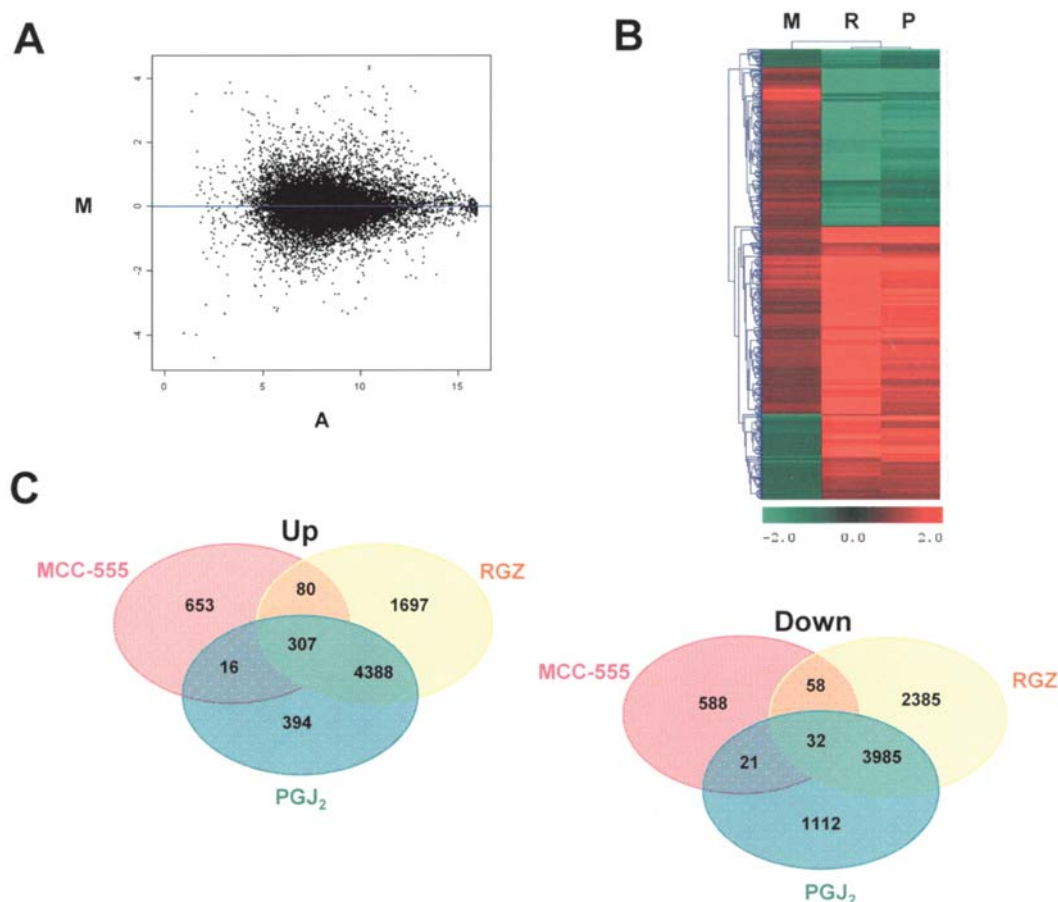 A
M
4
2
0
-2
-4
0 5 10 15
A
B
M R P
-2.0 0.0 2.0
C
Up
MCC-555
RGZ
653
80
1697
307
16
4388
394
PGJ₂
Down
MCC-555
RGZ
588
58
2385
32
21
3985
1112
PGJ₂